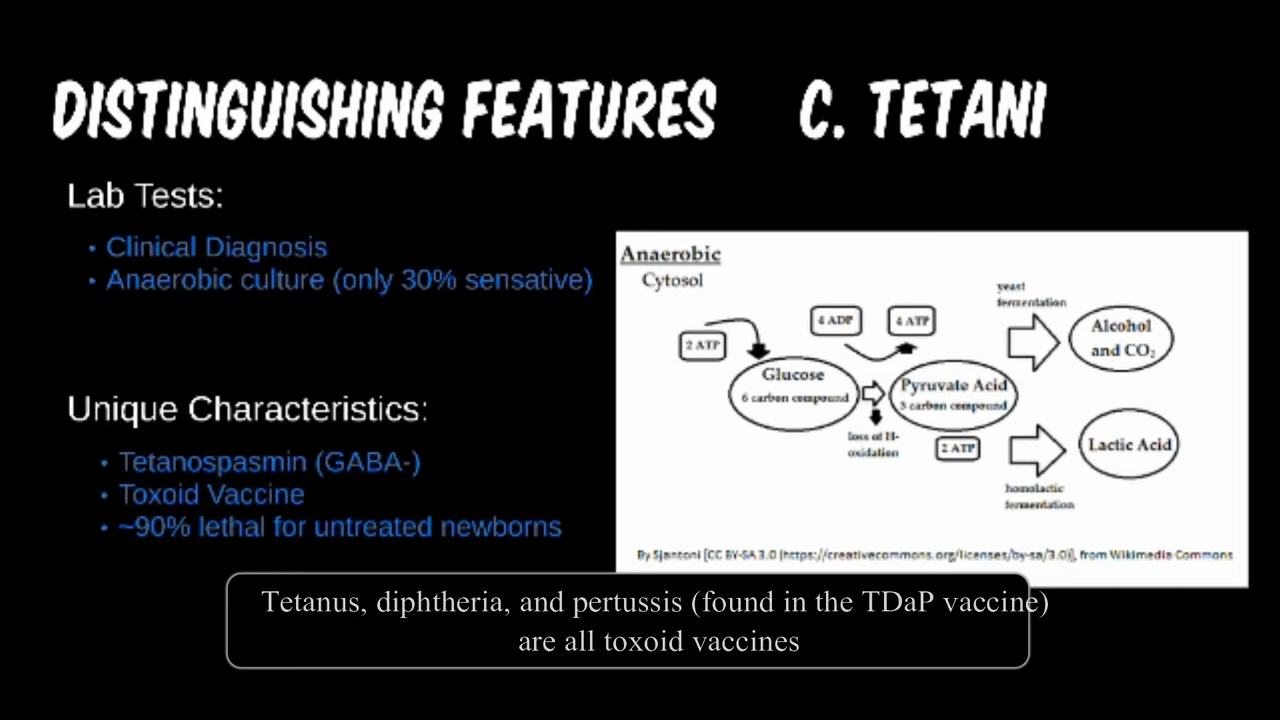 DISTINGUISHING FEATURES C. TETANI
Lab Tests:
• Clinical Diagnosis
• Anaerobic culture (only 30% sensative)
Unique Characteristics:
• Tetanospasmin (GABA-)
• Toxoid Vaccine
• ~90% lethal for untreated newborns
Anaerobic
Cytosol
2 ATP
4 ADP
4 ATP
yeast
fermentation
Alcohol
and CO₂
Glucose
6 carbon compound
Pyruvate Acid
3 carbon compound
loss of H-
oxidation
2 ATP
Lactic Acid
homolactic
fermentation
By Sjantoni [CC BY-SA 3.0 (https://creativecommons.org/licenses/by-sa/3.0)], from Wikimedia Commons
Tetanus, diphtheria, and pertussis (found in the TDaP vaccine)
are all toxoid vaccines